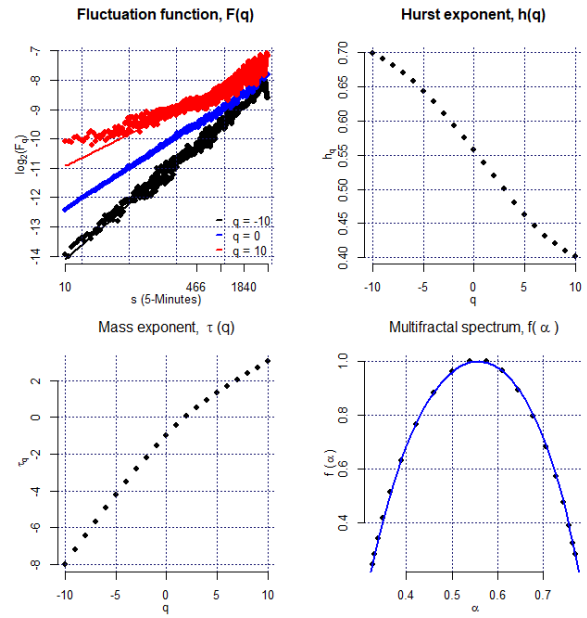 Fluctuation function, F(q)
-7
-8
-9
-10
-11
-12
-13
-14
log2(Fq)
q = -10
q = 0
q = 10
10
466
1840
s (5-Minutes)
Hurst exponent, h(q)
0.70
0.65
0.60
0.55
0.50
0.45
0.40
hq
-10
-5
0
5
10
q
Mass exponent, τ (q)
2
0
-2
-4
-6
-8
τq
-10
-5
0
5
10
q
Multifractal spectrum, f( α )
1.0
0.8
0.6
0.4
f (α)
0.4
0.5
0.6
0.7
α